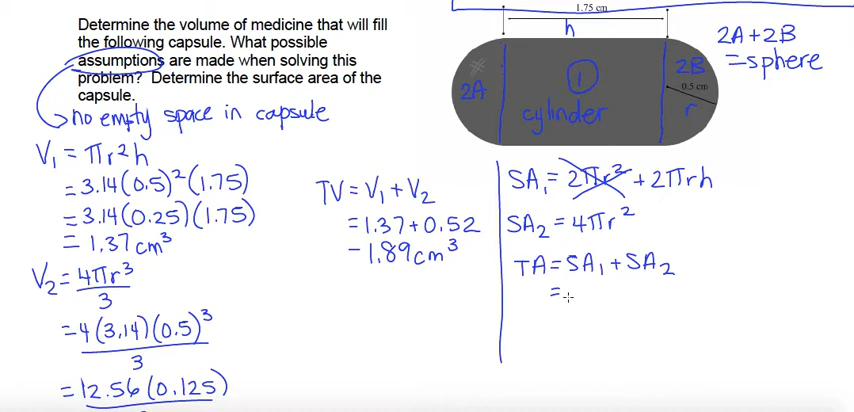 Determine the volume of medicine that will fill
the following capsule. What possible
assumptions are made when solving this
problem? Determine the surface area of the
capsule.
no empty space in capsule
1.75 cm
h
2A
1
cylinder
2B
0.5 cm
r
2A+2B
=sphere
V₁ = πr²h
= 3.14(0.5)²(1.75)
= 3.14(0.25)(1.75)
= 1.37 cm³
V₂ = 4πr³
3
= 4(3.14)(0.5)³
3
= 12.56(0.125)
TV = V₁ + V₂
= 1.37 + 0.52
= 1.89 cm³
SA₁ = 2πr² + 2πrh
SA₂ = 4πr²
TA = SA₁ + SA₂
=